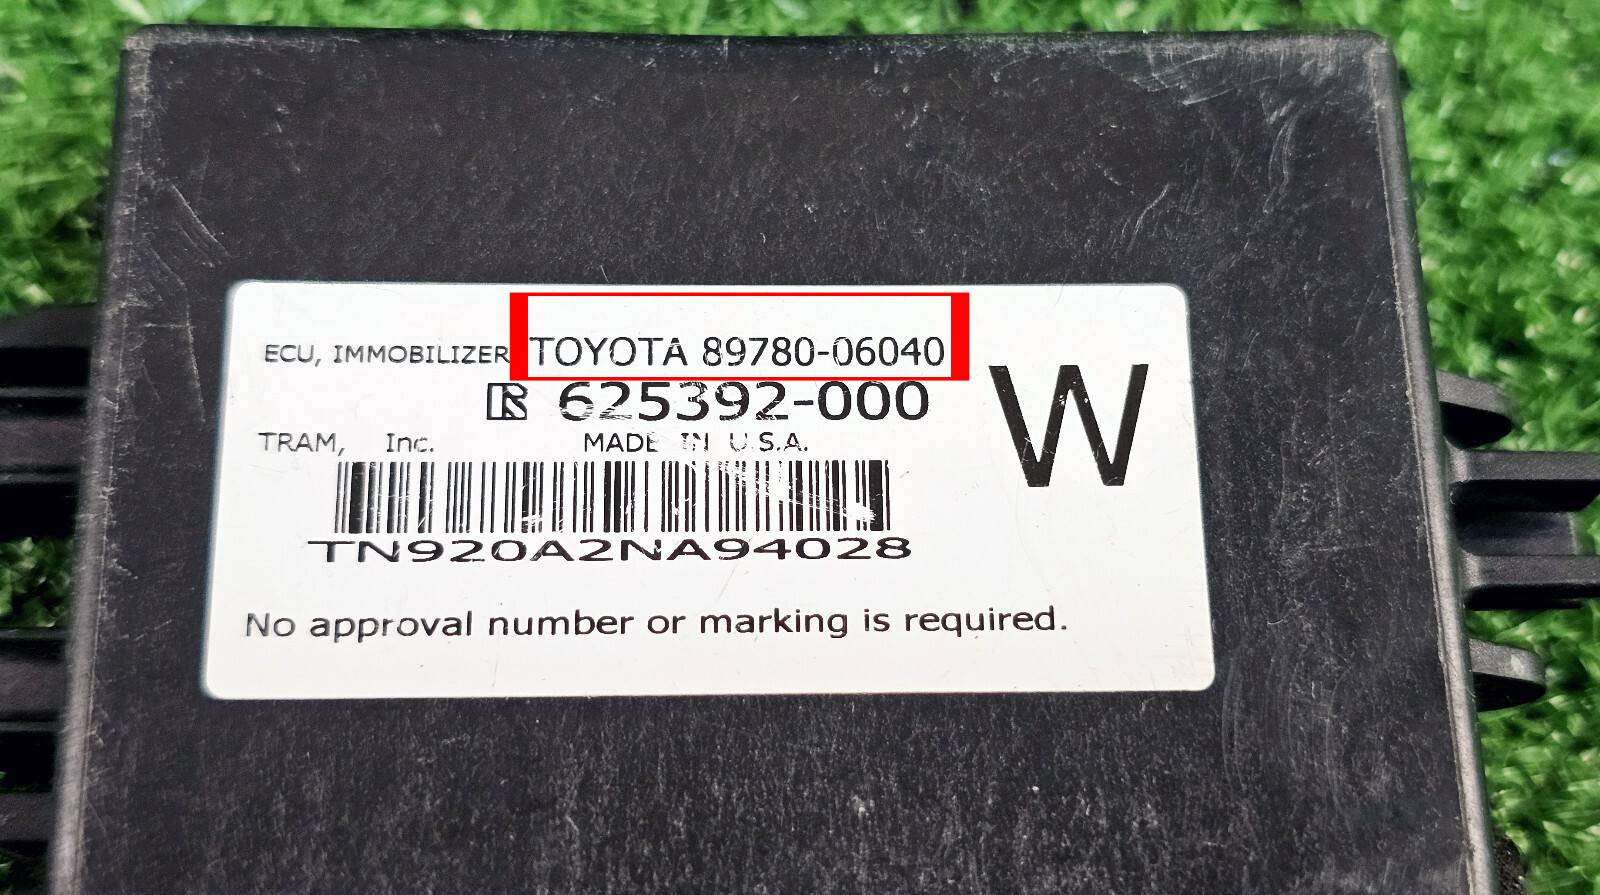 ECU, IMMOBILIZER TOYOTA 89780-06040
R 625392-000 W
TRAM, Inc. MADE IN U.S.A.
TN920A2NA94028
No approval number or marking is required.